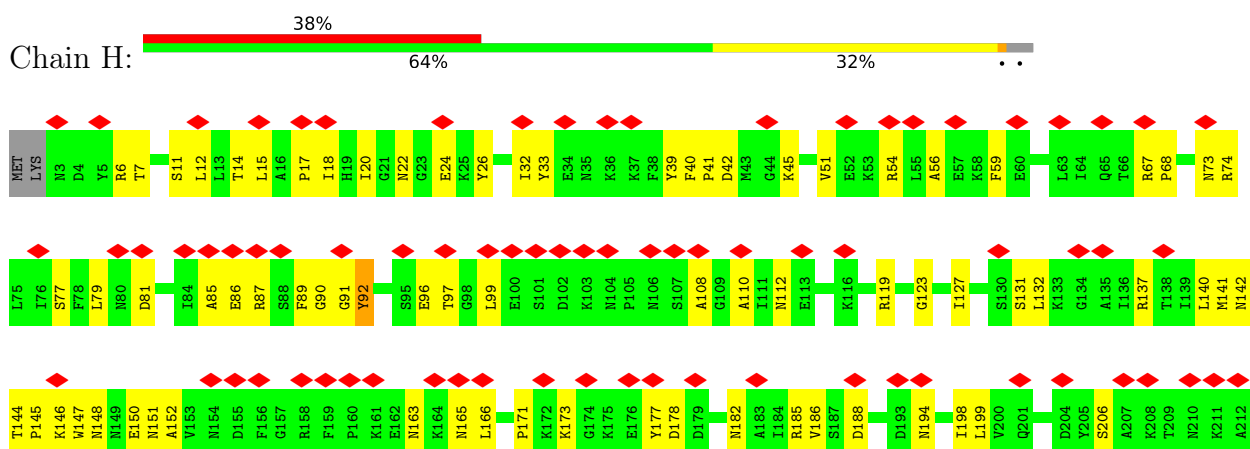 38%
Chain H:
64% 32% • •
MET LYS N3 D4 Y5 R6 T7 S11 L12 L13 T14 L15 A16 P17 I18 H19 I20 G21 N22 G23 E24 K25 Y26 I32 Y33 E34 N35 K36 K37 F38 Y39 F40 P41 D42 M43 G44 K45 V51 E52 K53 R54 L55 A56 E57 K58 F59 E60 L63 I64 Q65 T66 R67 P68 N73 R74
L75 I76 S77 F78 L79 N80 D81 I84 A85 E86 R87 S88 F89 G90 G91 Y92 S95 E96 T97 G98 L99 E100 S101 D102 K103 N104 P105 N106 S107 A108 G109 A110 I111 N112 E113 K116 R119 G123 I127 S130 S131 L132 K133 G134 A135 I136 R137 T138 I139 L140 M141 N142
T144 P145 K146 W147 N148 N149 E150 N151 A152 V153 N154 D155 F156 G157 R158 F159 P160 K161 E162 N163 K164 N165 L166 P171 K172 K173 G174 K175 E176 Y177 D178 D179 N182 A183 I184 R185 V186 S187 D188 D193 N194 I198 L199 V200 Q201 D204 Y205 S206 A207 K208 T209 N210 K211 A212